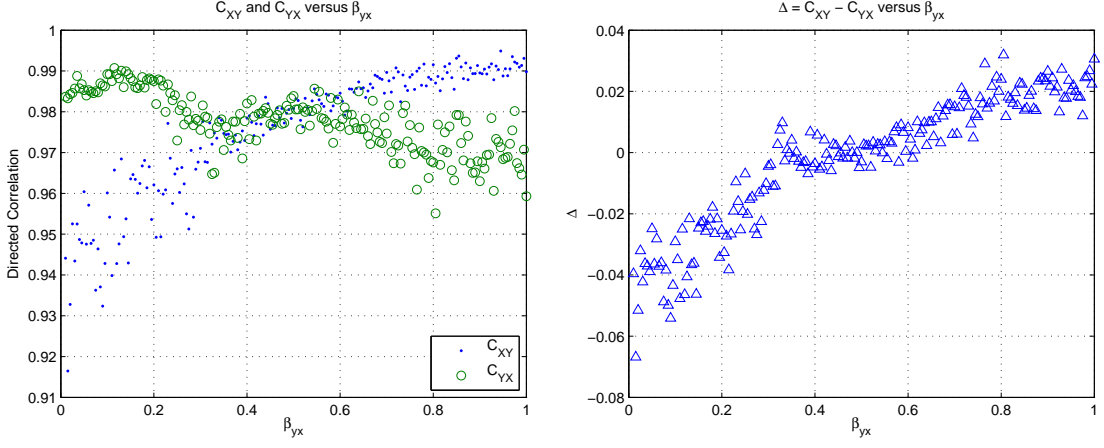 C_XY and C_YX versus β_yx
1
0.99
0.98
0.97
0.96
0.95
0.94
0.93
0.92
0.91
Directed Correlation
0 0.2 0.4 0.6 0.8 1
β_yx
C_XY
C_YX
Δ = C_XY − C_YX versus β_yx
0.04
0.02
0
−0.02
−0.04
−0.06
−0.08
Δ
0 0.2 0.4 0.6 0.8 1
β_yx